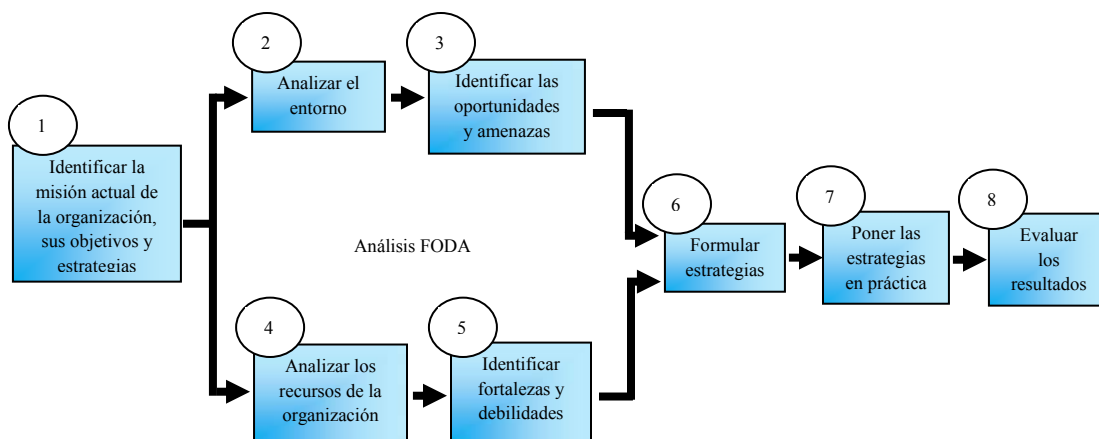 1
Identificar la
misión actual de
la organización,
sus objetivos y
estrategias
2
Analizar el
entorno
3
Identificar las
oportunidades
y amenazas
Análisis FODA
4
Analizar los
recursos de la
organización
5
Identificar
fortalezas y
debilidades
6
Formular
estrategias
7
Poner las
estrategias
en práctica
8
Evaluar
los
resultados